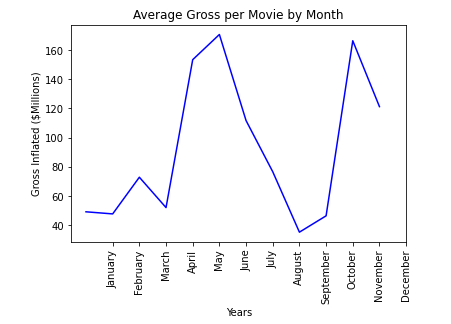 Average Gross per Movie by Month
Gross Inflated ($Millions)
160
140
120
100
80
60
40
January
February
March
April
May
June
July
August
September
October
November
December
Years